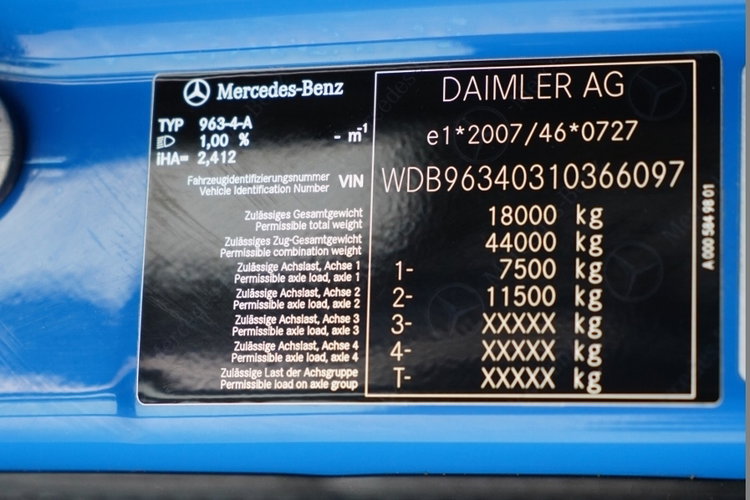 Mercedes-Benz
DAIMLER AG
TYP 963-4-A
1,00 % - m⁻¹
iHA= 2,412
e1*2007/46*0727
Fahrzeugidentifizierungsnummer
Vehicle Identification Number VIN WDB96340310366097
Zulässiges Gesamtgewicht
Permissible total weight 18000 kg
Zulässiges Zug-Gesamtgewicht
Permissible combination weight 44000 kg
Zulässige Achslast, Achse 1
Permissible axle load, axle 1 1- 7500 kg
Zulässige Achslast, Achse 2
Permissible axle load, axle 2 2- 11500 kg
Zulässige Achslast, Achse 3
Permissible axle load, axle 3 3- XXXXX kg
Zulässige Achslast, Achse 4
Permissible axle load, axle 4 4- XXXXX kg
Zulässige Last der Achsgruppe
Permissible load on axle group T- XXXXX kg
A 000 584 98 01